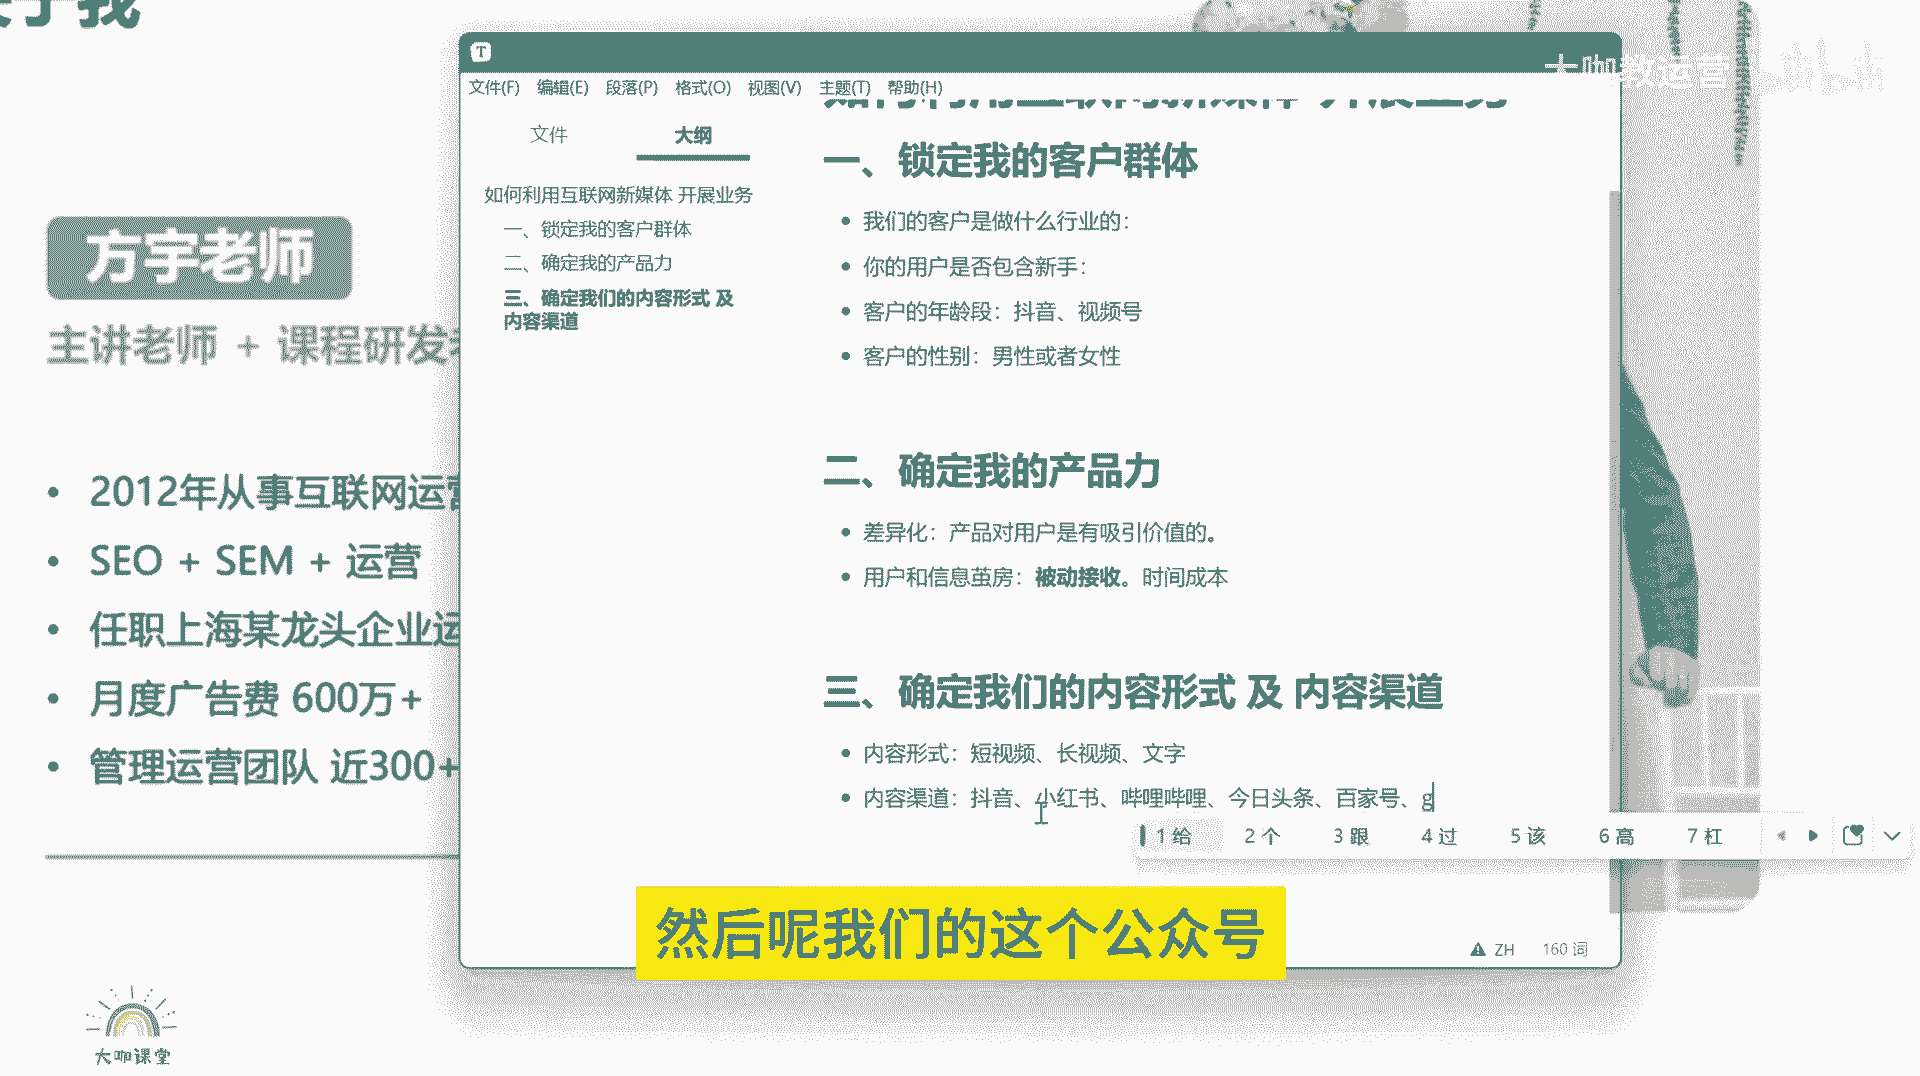 方宇老师
主讲老师 + 课程研发
2012年从事互联网运营
SEO + SEM + 运营
任职上海某龙头企业运
月度广告费 600万+
管理运营团队 近300+
大咖课堂
文件(F) 编辑(E) 段落(P) 格式(O) 视图(V) 主题(T) 帮助(H)
大咖教运营
文件 大纲
如何利用互联网新媒体 开展业务
一、锁定我的客户群体
二、确定我的产品力
三、确定我们的内容形式 及
内容渠道
如何利用互联网新媒体 开展业务
一、锁定我的客户群体
我们的客户是做什么行业的：
你的用户是否包含新手：
客户的年龄段：抖音、视频号
客户的性别：男性或者女性
二、确定我的产品力
差异化：产品对用户是有吸引价值的。
用户和信息茧房：被动接收。时间成本
三、确定我们的内容形式 及 内容渠道
内容形式：短视频、长视频、文字
内容渠道：抖音、小红书、哔哩哔哩、今日头条、百家号、g
1 给 2 个 3 跟 4 过 5 该 6 高 7 杠
然后呢我们的这个公众号
ZH 160 词